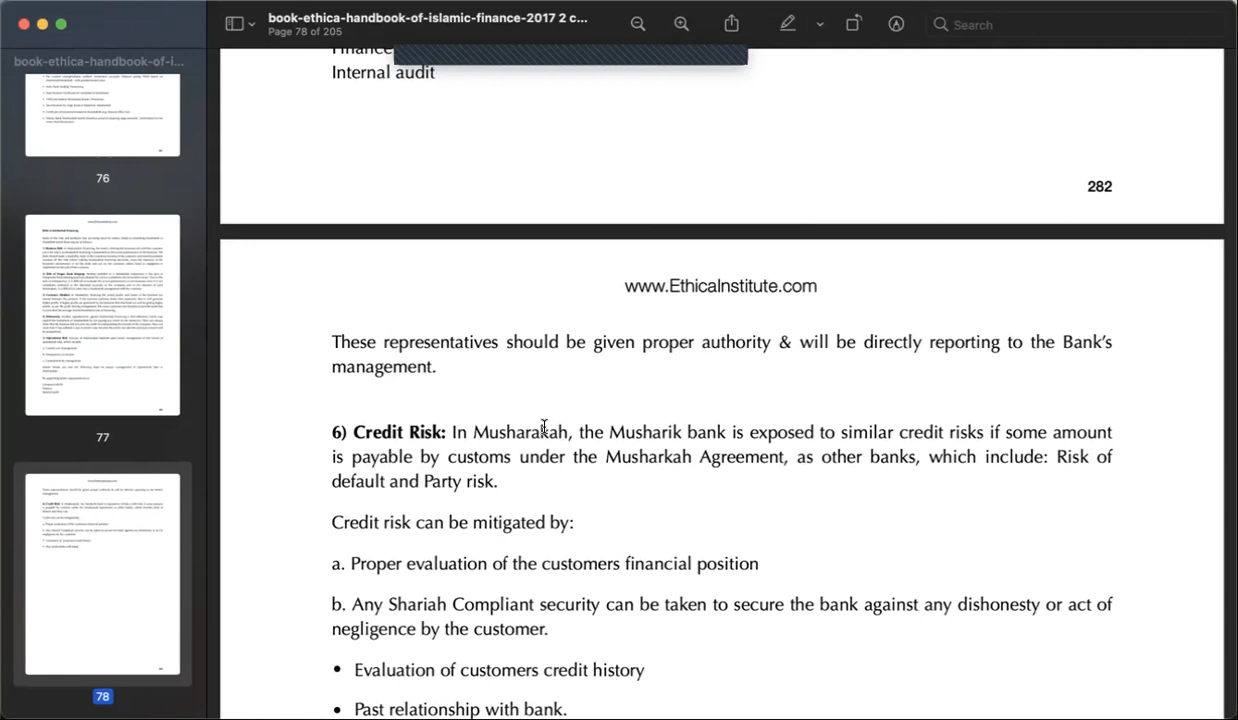 book-ethica-handbook-of-islamic-finance-2017 2 c...
Page 78 of 205
Search
book-ethica-handbook-of-i...
76
77
78
Finance
Internal audit
282
www.EthicaInstitute.com
These representatives should be given proper authority & will be directly reporting to the Bank's
management.
6) Credit Risk: In Musharakah, the Musharik bank is exposed to similar credit risks if some amount
is payable by customs under the Musharkah Agreement, as other banks, which include: Risk of
default and Party risk.
Credit risk can be mitigated by:
a. Proper evaluation of the customers financial position
b. Any Shariah Compliant security can be taken to secure the bank against any dishonesty or act of
negligence by the customer.
• Evaluation of customers credit history
• Past relationship with bank.